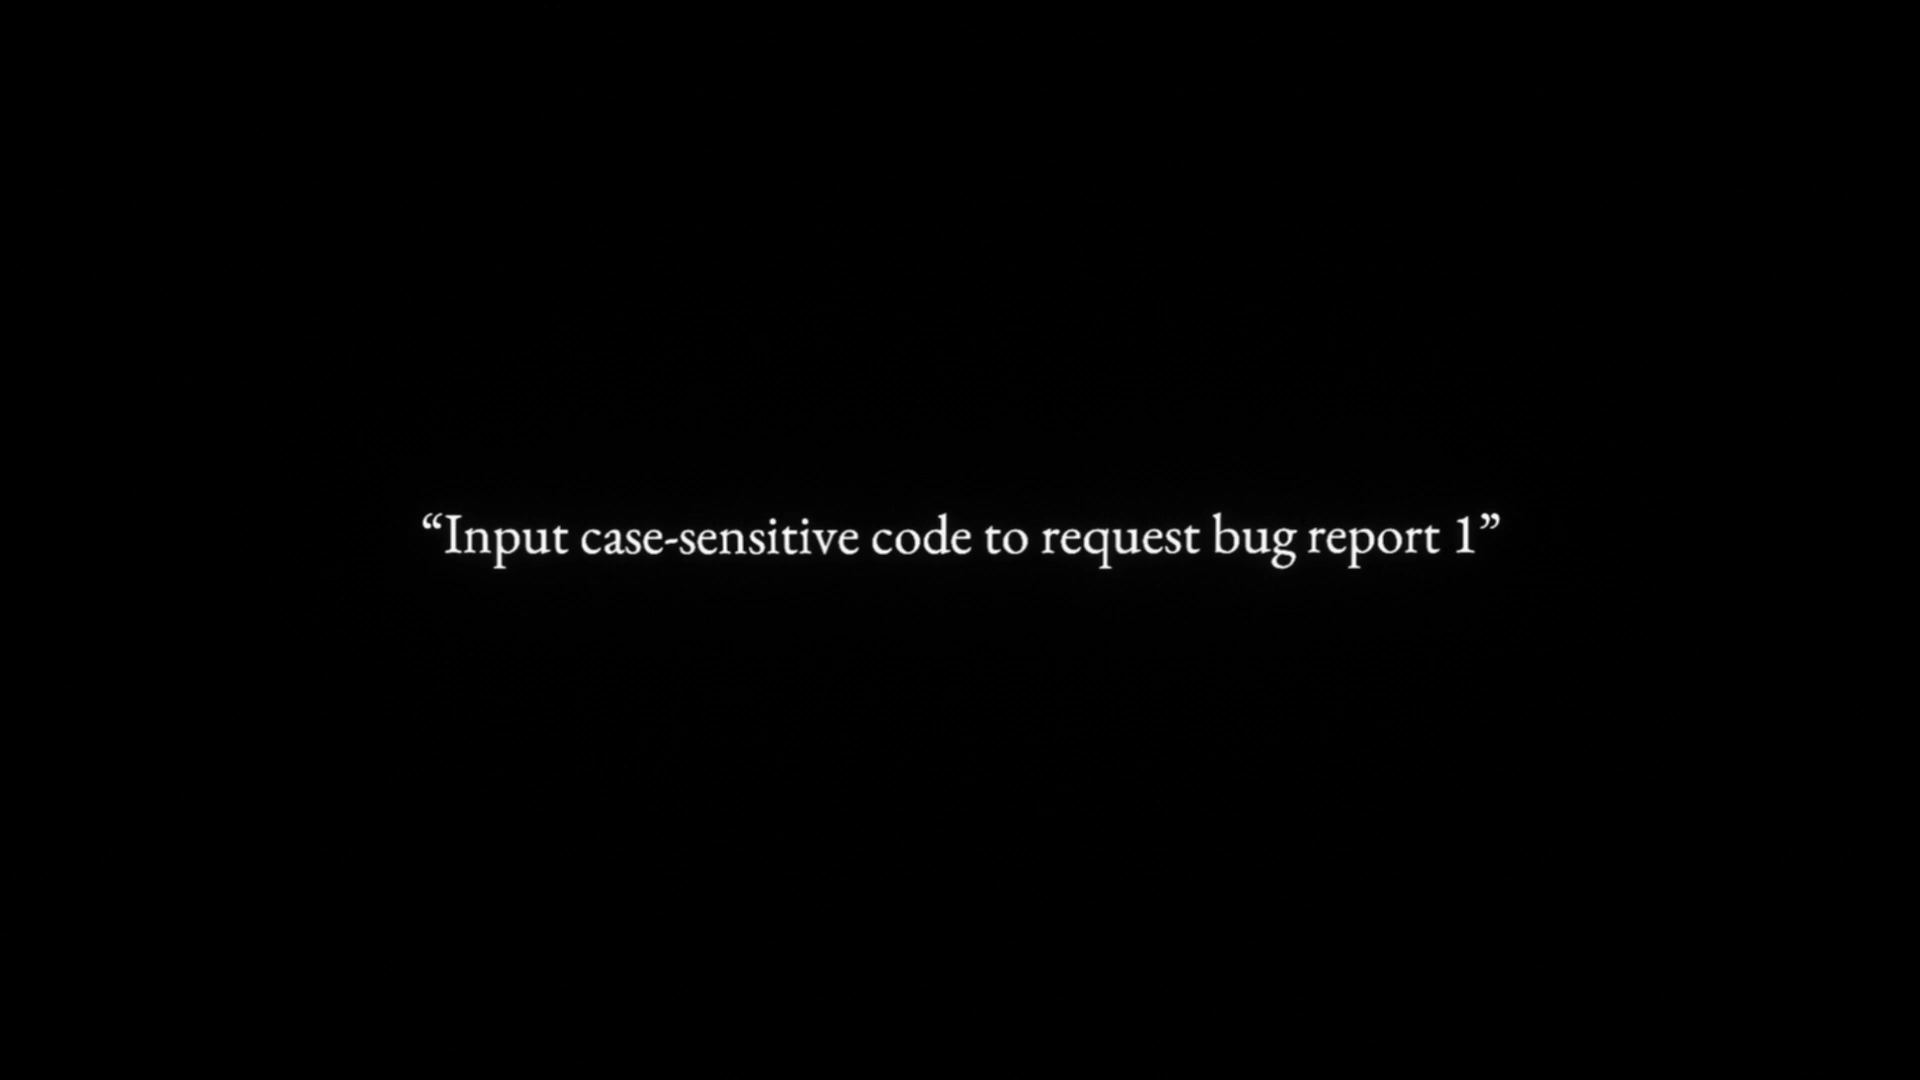 “Input case-sensitive code to request bug report 1”